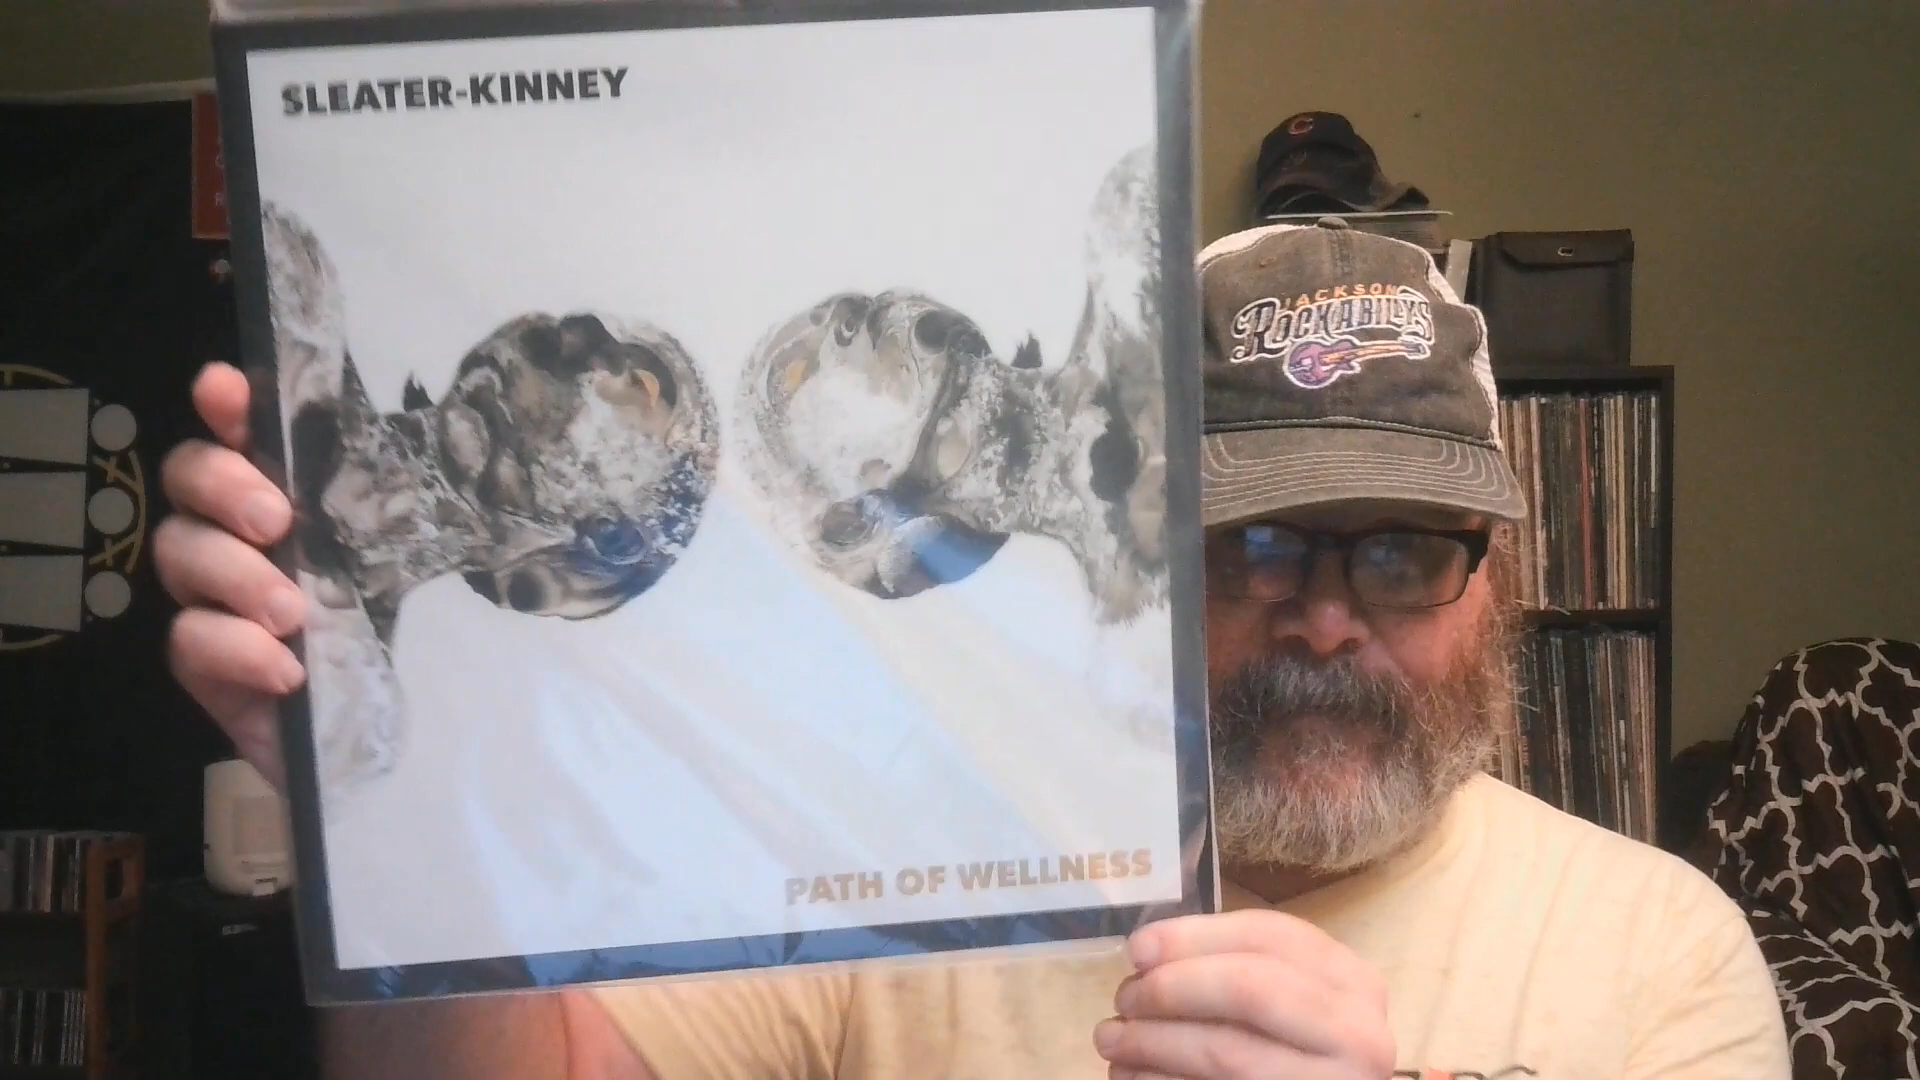 SLEATER-KINNEY
PATH OF WELLNESS
JACKSON
ROCKABILLYS
C